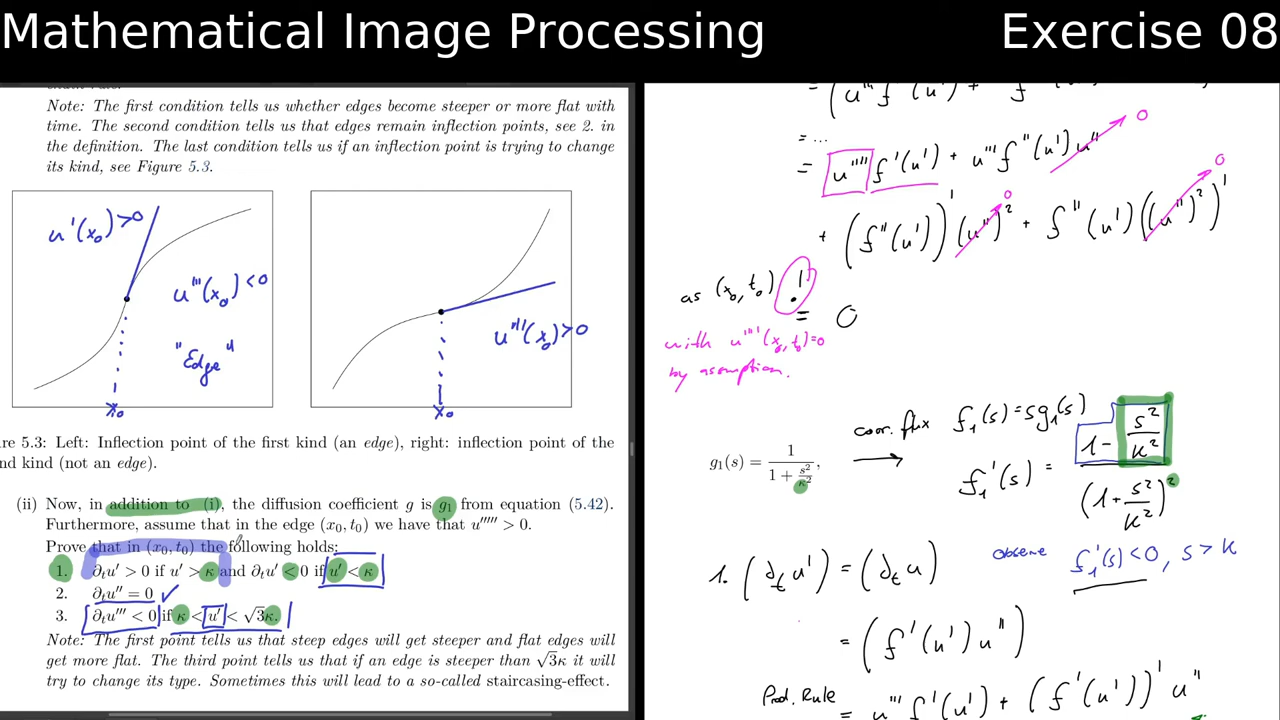 Mathematical Image Processing
Exercise 08
Note: The first condition tells us whether edges become steeper or more flat with
time. The second condition tells us that edges remain inflection points, see 2. in
the definition. The last condition tells us if an inflection point is trying to change
its kind, see Figure 5.3.
u'(x₀)>0
u'''(x₀)<0
"Edge"
x₀
u'''(x₀)>0
x₀
re 5.3: Left: Inflection point of the first kind (an edge), right: inflection point of the
nd kind (not an edge).
(ii) Now, in addition to (i), the diffusion coefficient g is g₁ from equation (5.42).
Furthermore, assume that in the edge (x₀, t₀) we have that u''''' > 0.
Prove that in (x₀, t₀) the following holds:
1. ∂ₜu' > 0 if u' > κ and ∂ₜu' < 0 if u' < κ
2. ∂ₜu'' = 0 ✓
3. ∂ₜu''' < 0 if κ < u' < √3κ.
Note: The first point tells us that steep edges will get steeper and flat edges will
get more flat. The third point tells us that if an edge is steeper than √3κ it will
try to change its type. Sometimes this will lead to a so-called staircasing-effect.
= ...
= u'''' f'(u') + u''' f''(u') u'' 0
+ (f''(u'))' (u'')² 0 + f''(u') ((u'')²)' 0
as (x₀, t₀) !
= 0
with u''''(x₀, t₀)=0
by assumption.
g₁(s) = 1 / (1 + s²/κ²),
corr. flux f₁(s) = s g₁(s)
→ f₁'(s) = (1 - s²/κ²) / (1 + s²/κ²)²
observe f₁'(s) < 0, s > κ
1. (∂ₜ u') = (∂ₜ u)'
= (f'(u') u'')'
Prod. Rule = u''' f'(u') + (f'(u'))' u''